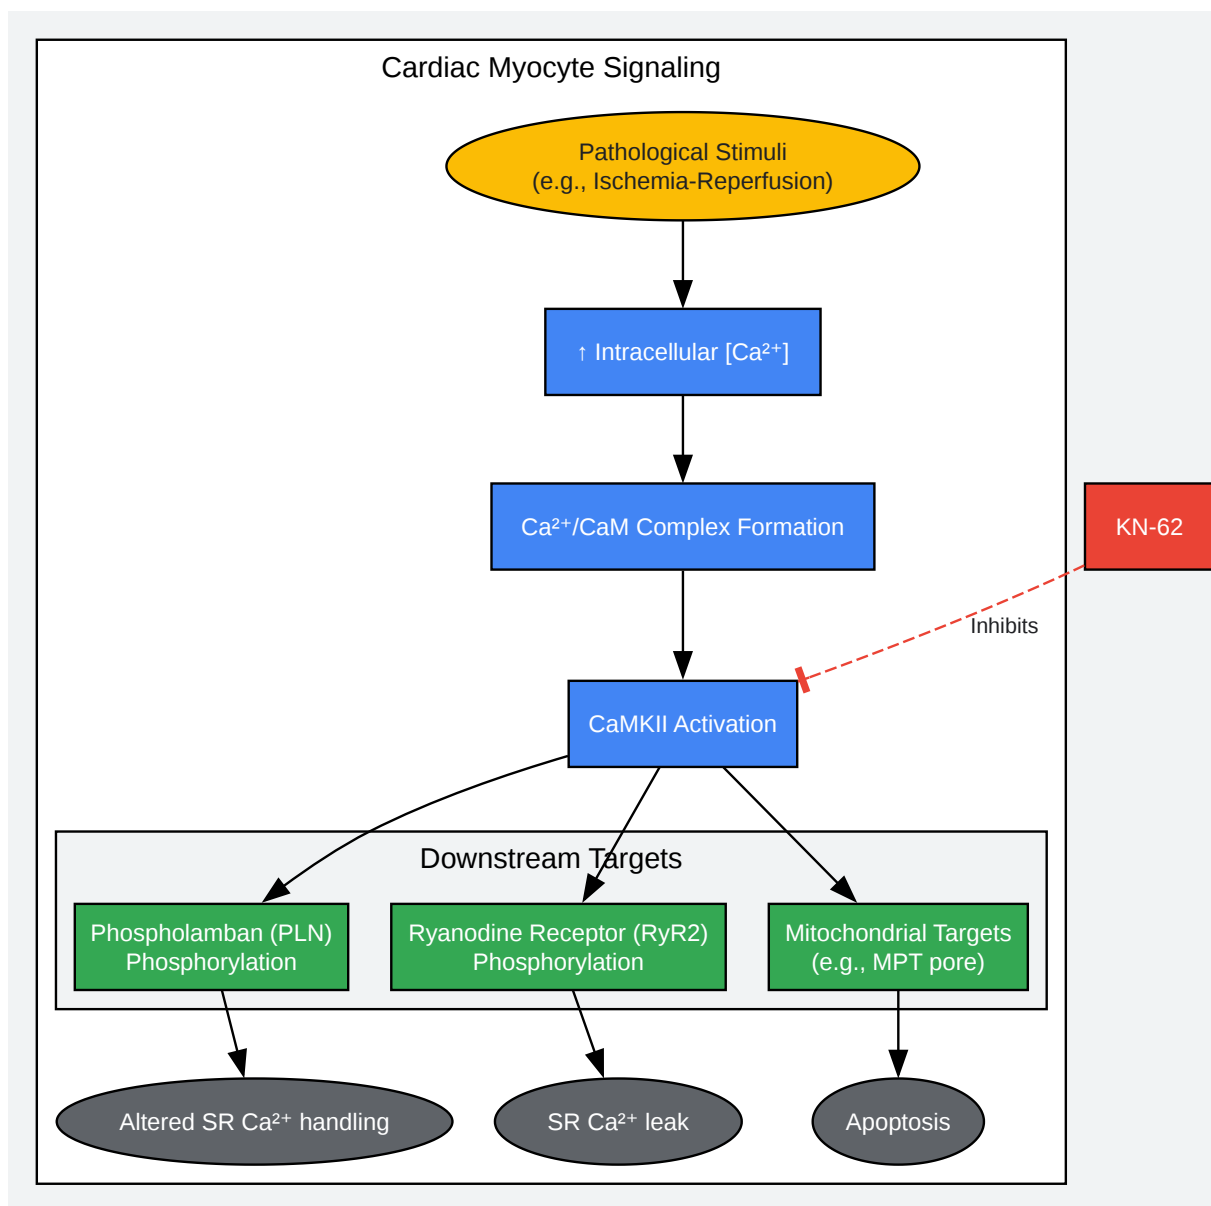 Cardiac Myocyte Signaling
Pathological Stimuli
(e.g., Ischemia-Reperfusion)
↑ Intracellular [Ca²⁺]
Ca²⁺/CaM Complex Formation
KN-62
Inhibits
CaMKII Activation
Downstream Targets
Phospholamban (PLN)
Phosphorylation
Ryanodine Receptor (RyR2)
Phosphorylation
Mitochondrial Targets
(e.g., MPT pore)
Altered SR Ca²⁺ handling
SR Ca²⁺ leak
Apoptosis